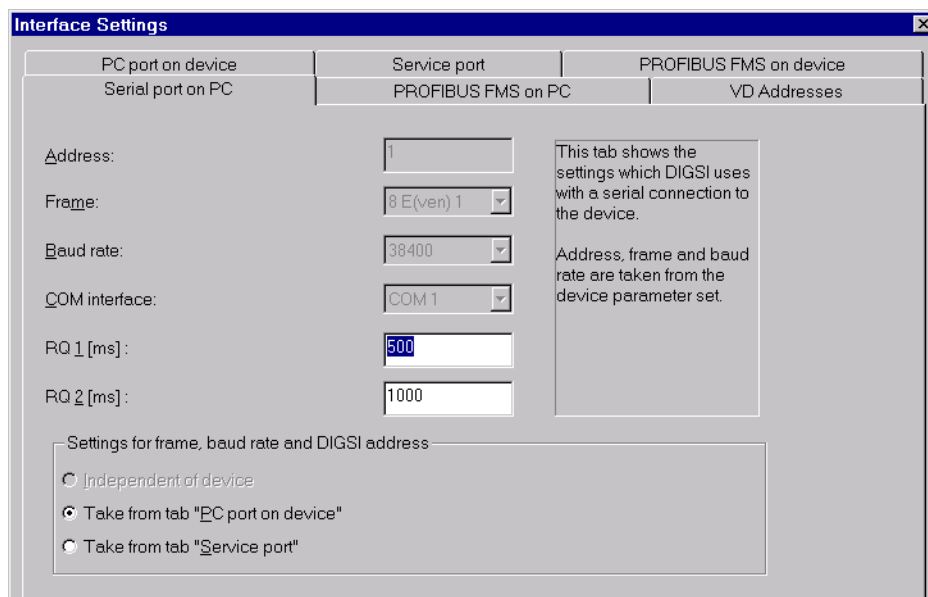 Interface Settings
PC port on device
Service port
PROFIBUS FMS on device
Serial port on PC
PROFIBUS FMS on PC
VD Addresses
Address:
1
Frame:
8 E(ven) 1
Baud rate:
38400
COM interface:
COM 1
RQ 1 [ms] :
500
RQ 2 [ms] :
1000
This tab shows the
settings which DIGSI uses
with a serial connection to
the device.
Address, frame and baud
rate are taken from the
device parameter set.
Settings for frame, baud rate and DIGSI address
Independent of device
Take from tab "PC port on device"
Take from tab "Service port"